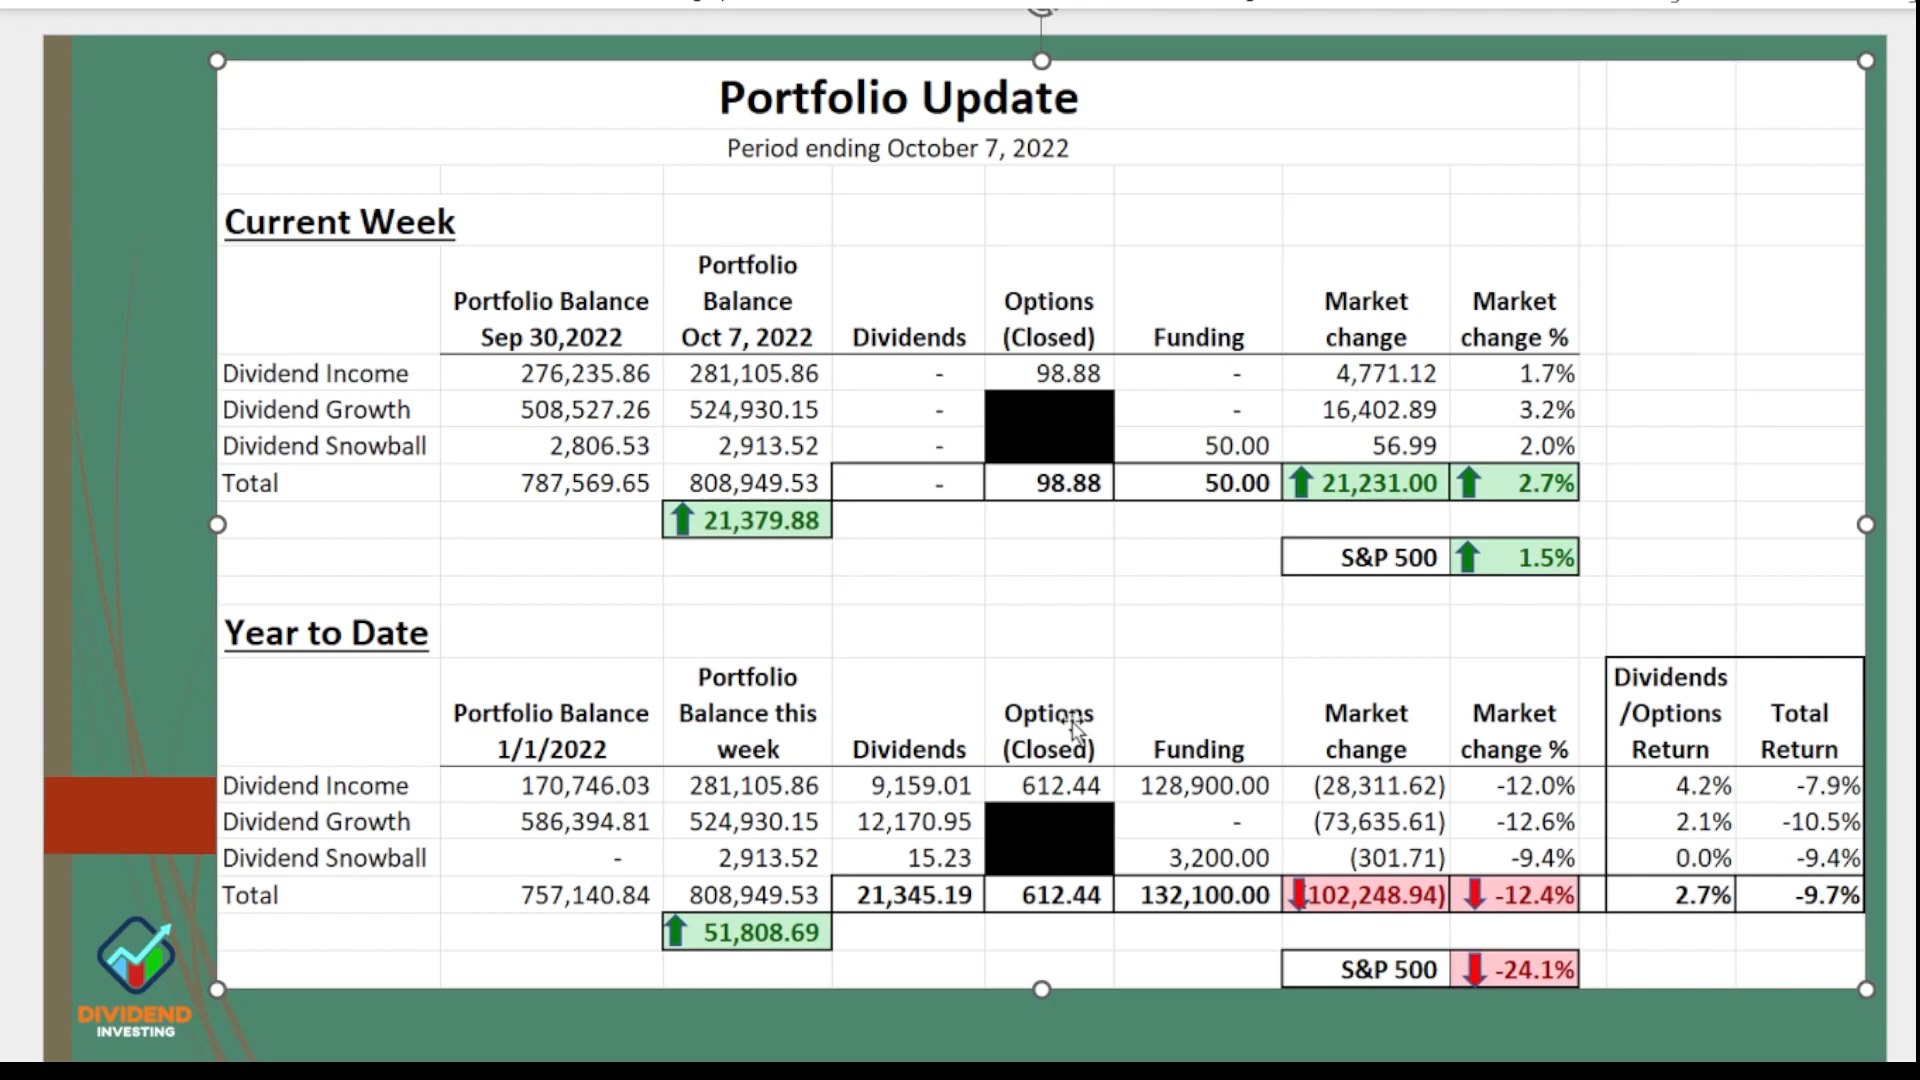 Portfolio Update
Period ending October 7, 2022
Current Week
Portfolio Balance Sep 30,2022 | Portfolio Balance Oct 7, 2022 | Dividends | Options (Closed) | Funding | Market change | Market change %
Dividend Income 276,235.86 281,105.86 - 98.88 - 4,771.12 1.7%
Dividend Growth 508,527.26 524,930.15 - - 16,402.89 3.2%
Dividend Snowball 2,806.53 2,913.52 - 50.00 56.99 2.0%
Total 787,569.65 808,949.53 - 98.88 50.00 21,231.00 2.7%
21,379.88
S&P 500 1.5%
Year to Date
Portfolio Balance 1/1/2022 | Portfolio Balance this week | Dividends | Options (Closed) | Funding | Market change | Market change % | Dividends /Options Return | Total Return
Dividend Income 170,746.03 281,105.86 9,159.01 612.44 128,900.00 (28,311.62) -12.0% 4.2% -7.9%
Dividend Growth 586,394.81 524,930.15 12,170.95 - (73,635.61) -12.6% 2.1% -10.5%
Dividend Snowball - 2,913.52 15.23 3,200.00 (301.71) -9.4% 0.0% -9.4%
Total 757,140.84 808,949.53 21,345.19 612.44 132,100.00 (102,248.94) -12.4% 2.7% -9.7%
51,808.69
S&P 500 -24.1%
DIVIDEND
INVESTING